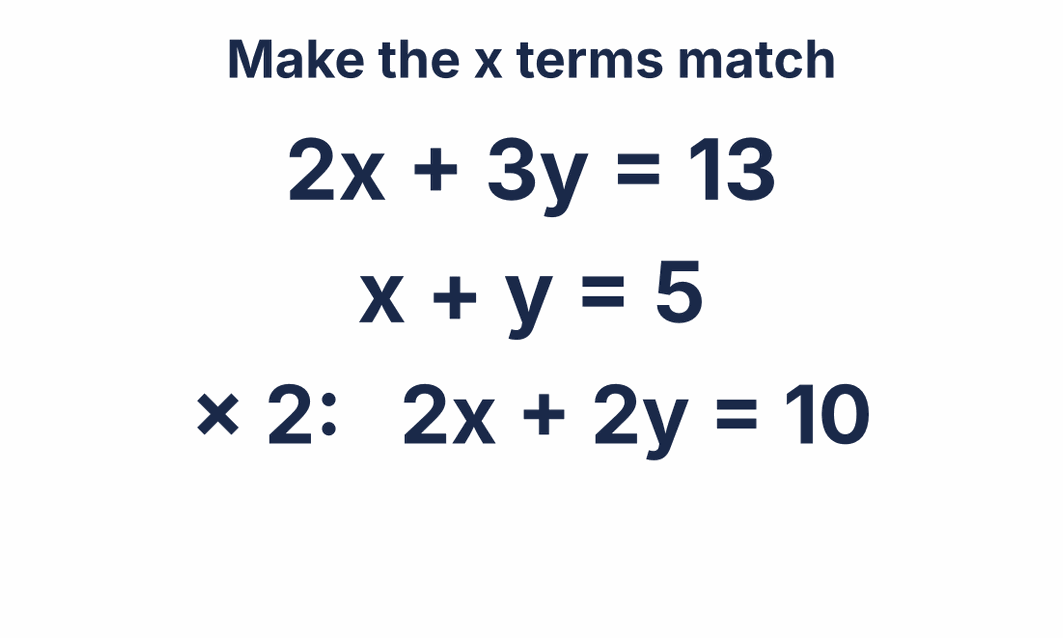 Make the x terms match
2x + 3y = 13
x + y = 5
× 2: 2x + 2y = 10